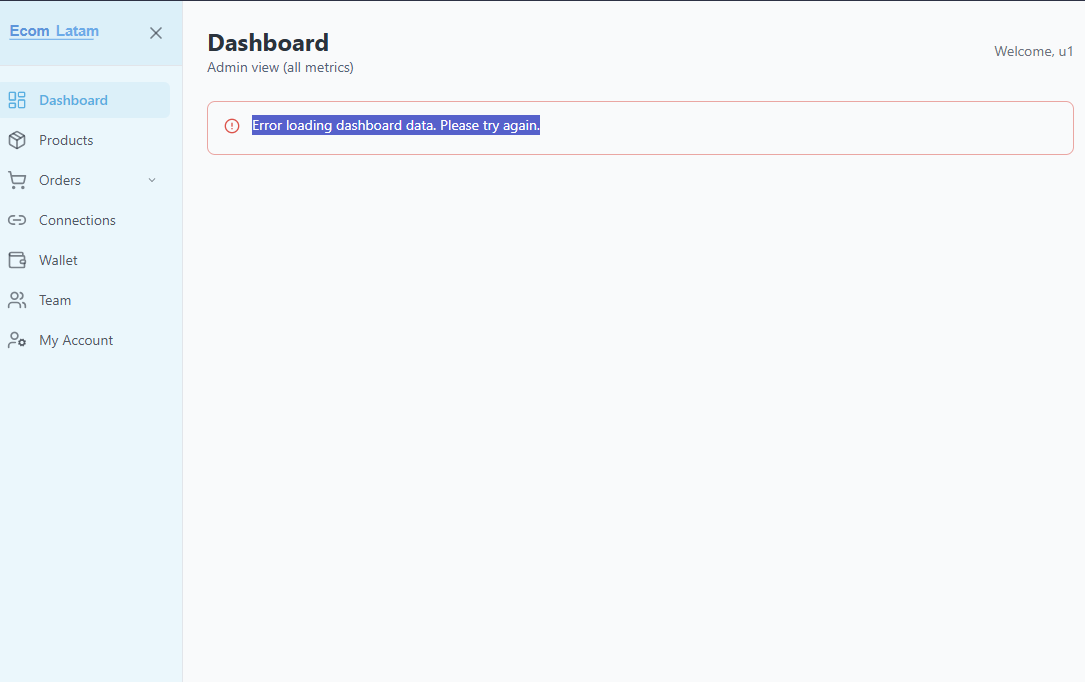 Ecom Latam
Dashboard
Products
Orders
Connections
Wallet
Team
My Account
Dashboard
Admin view (all metrics)
Welcome, u1
Error loading dashboard data. Please try again.